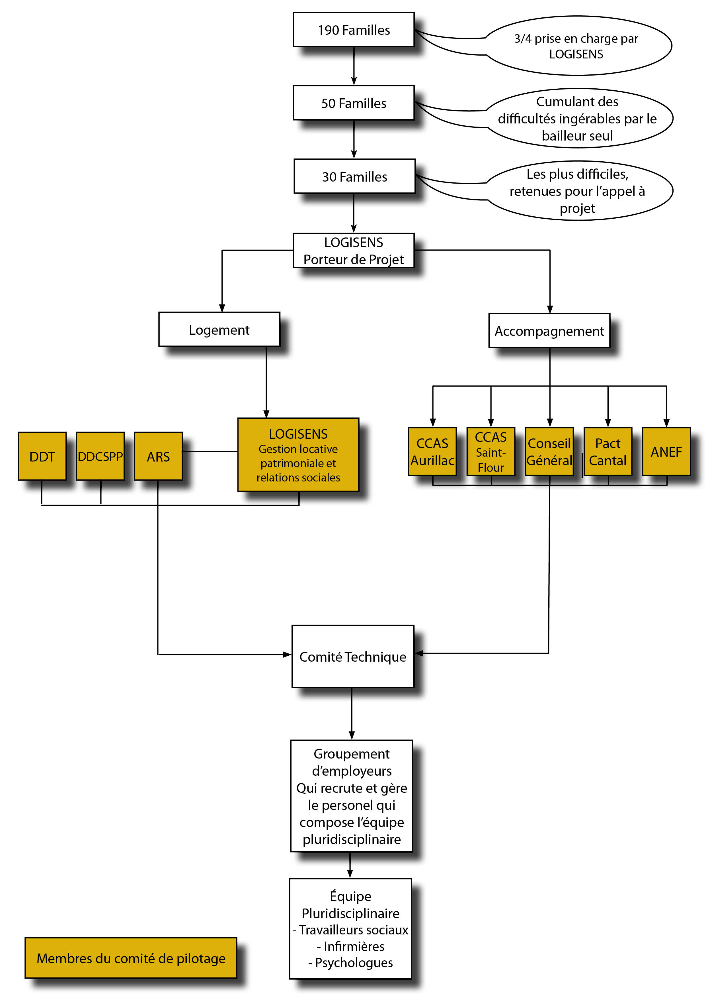 190 Familles
3/4 prise en charge par
LOGISENS
50 Familles
Cumulant des
difficultés ingérables par le
bailleur seul
30 Familles
Les plus difficiles,
retenues pour l’appel à
projet
LOGISENS
Porteur de Projet
Logement
Accompagnement
DDT
DDCSPP
ARS
LOGISENS
Gestion locative
patrimoniale et
relations sociales
CCAS
Aurillac
CCAS
Saint-
Flour
Conseil
Général
Pact
Cantal
ANEF
Comité Technique
Groupement
d’employeurs
Qui recrute et gère
le personel qui
compose l’équipe
pluridisciplinaire
Équipe
Pluridisciplinaire
- Travailleurs sociaux
- Infirmières
- Psychologues
Membres du comité de pilotage